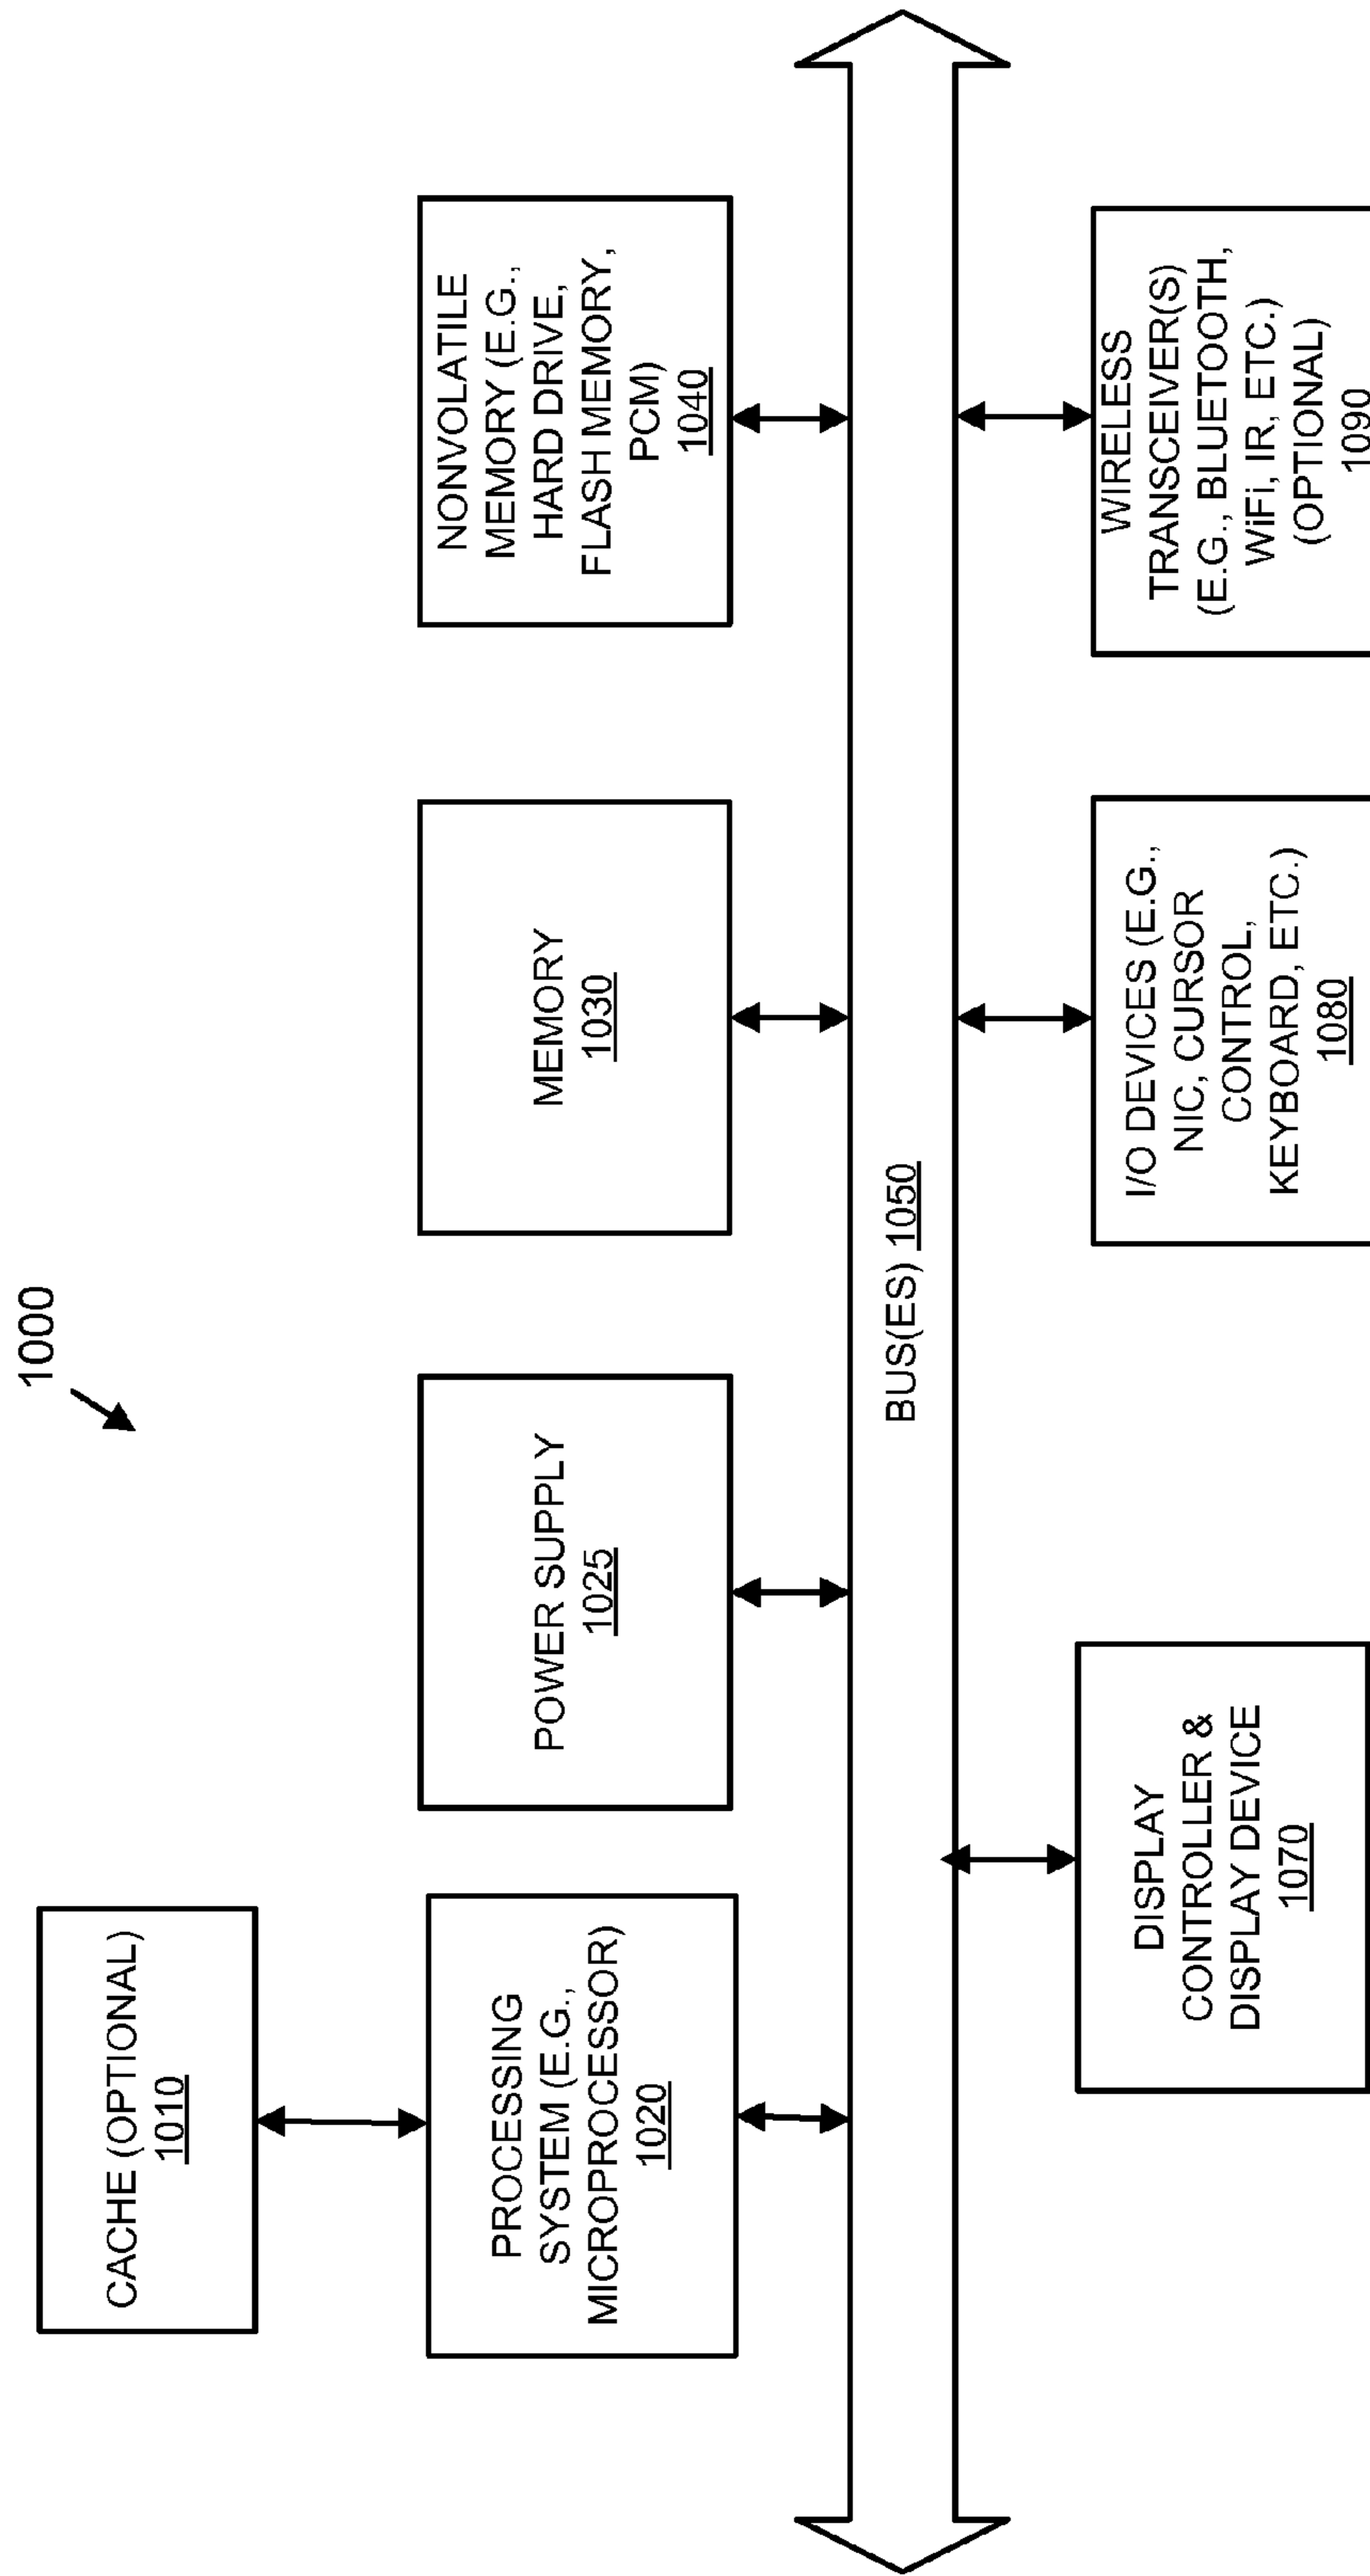 1000
CACHE (OPTIONAL)
1010
PROCESSING
SYSTEM (E.G.,
MICROPROCESSOR)
1020
POWER SUPPLY
1025
MEMORY
1030
NONVOLATILE
MEMORY (E.G.,
HARD DRIVE,
FLASH MEMORY,
PCM)
1040
BUS(ES) 1050
DISPLAY
CONTROLLER &
DISPLAY DEVICE
1070
I/O DEVICES (E.G.,
NIC, CURSOR
CONTROL,
KEYBOARD, ETC.)
1080
WIRELESS
TRANSCEIVER(S)
(E.G., BLUETOOTH,
WiFi, IR, ETC.)
(OPTIONAL)
1090